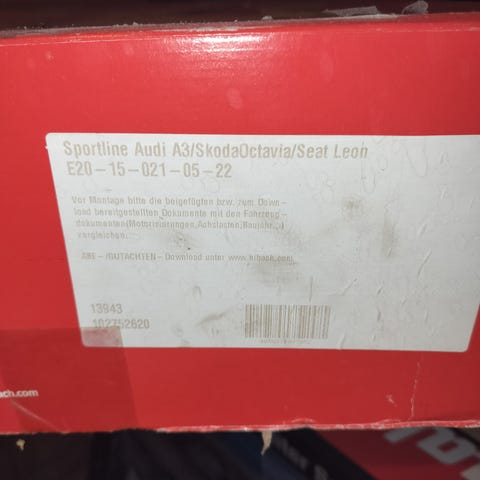 Sportline Audi A3/SkodaOctavia/Seat Leon
E20-15-021-05-22
Vor Montage bitte die beigefügten bzw. zum Down-
load bereitgestellten Dokumente mit den Fahrzeug-
dokumenten(Motorisierungen,Achslasten,Baujahr...)
vergleichen.
ABE-/GUTACHTEN- Download unter www.eibach.com
13943
102752620
ach.com